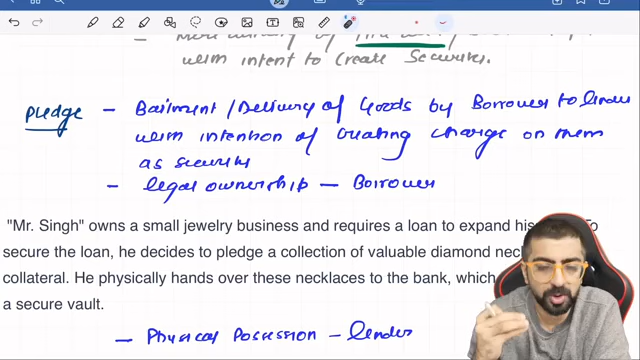 with intent to create securities.
Pledge - Bailment/Delivery of Goods by Borrower to lender
with intention of creating charge on them
as security
- legal ownership - Borrower
"Mr. Singh" owns a small jewelry business and requires a loan to expand his To
secure the loan, he decides to pledge a collection of valuable diamond
collateral. He physically hands over these necklaces to the bank, which
a secure vault.
- Physical Possession - lender